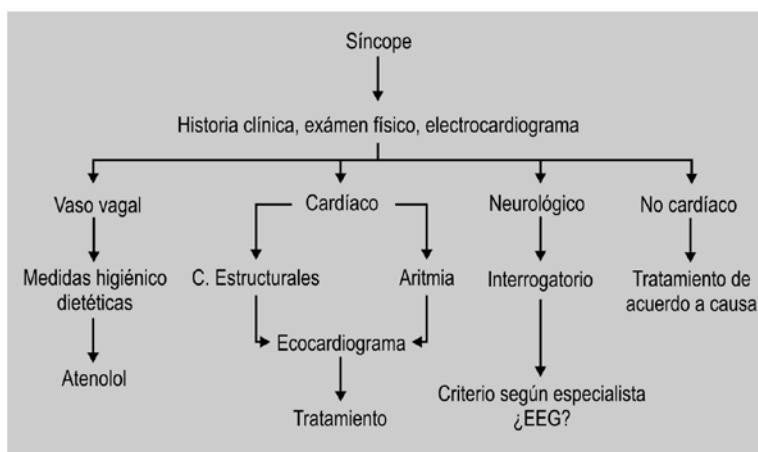 Síncope
Historia clínica, exámen físico, electrocardiograma
Vaso vagal
Cardíaco
Neurológico
No cardíaco
Medidas higiénico
dietéticas
C. Estructurales
Aritmia
Interrogatorio
Tratamiento de
acuerdo a causa
Ecocardiograma
Atenolol
Tratamiento
Criterio según especialista
¿EEG?